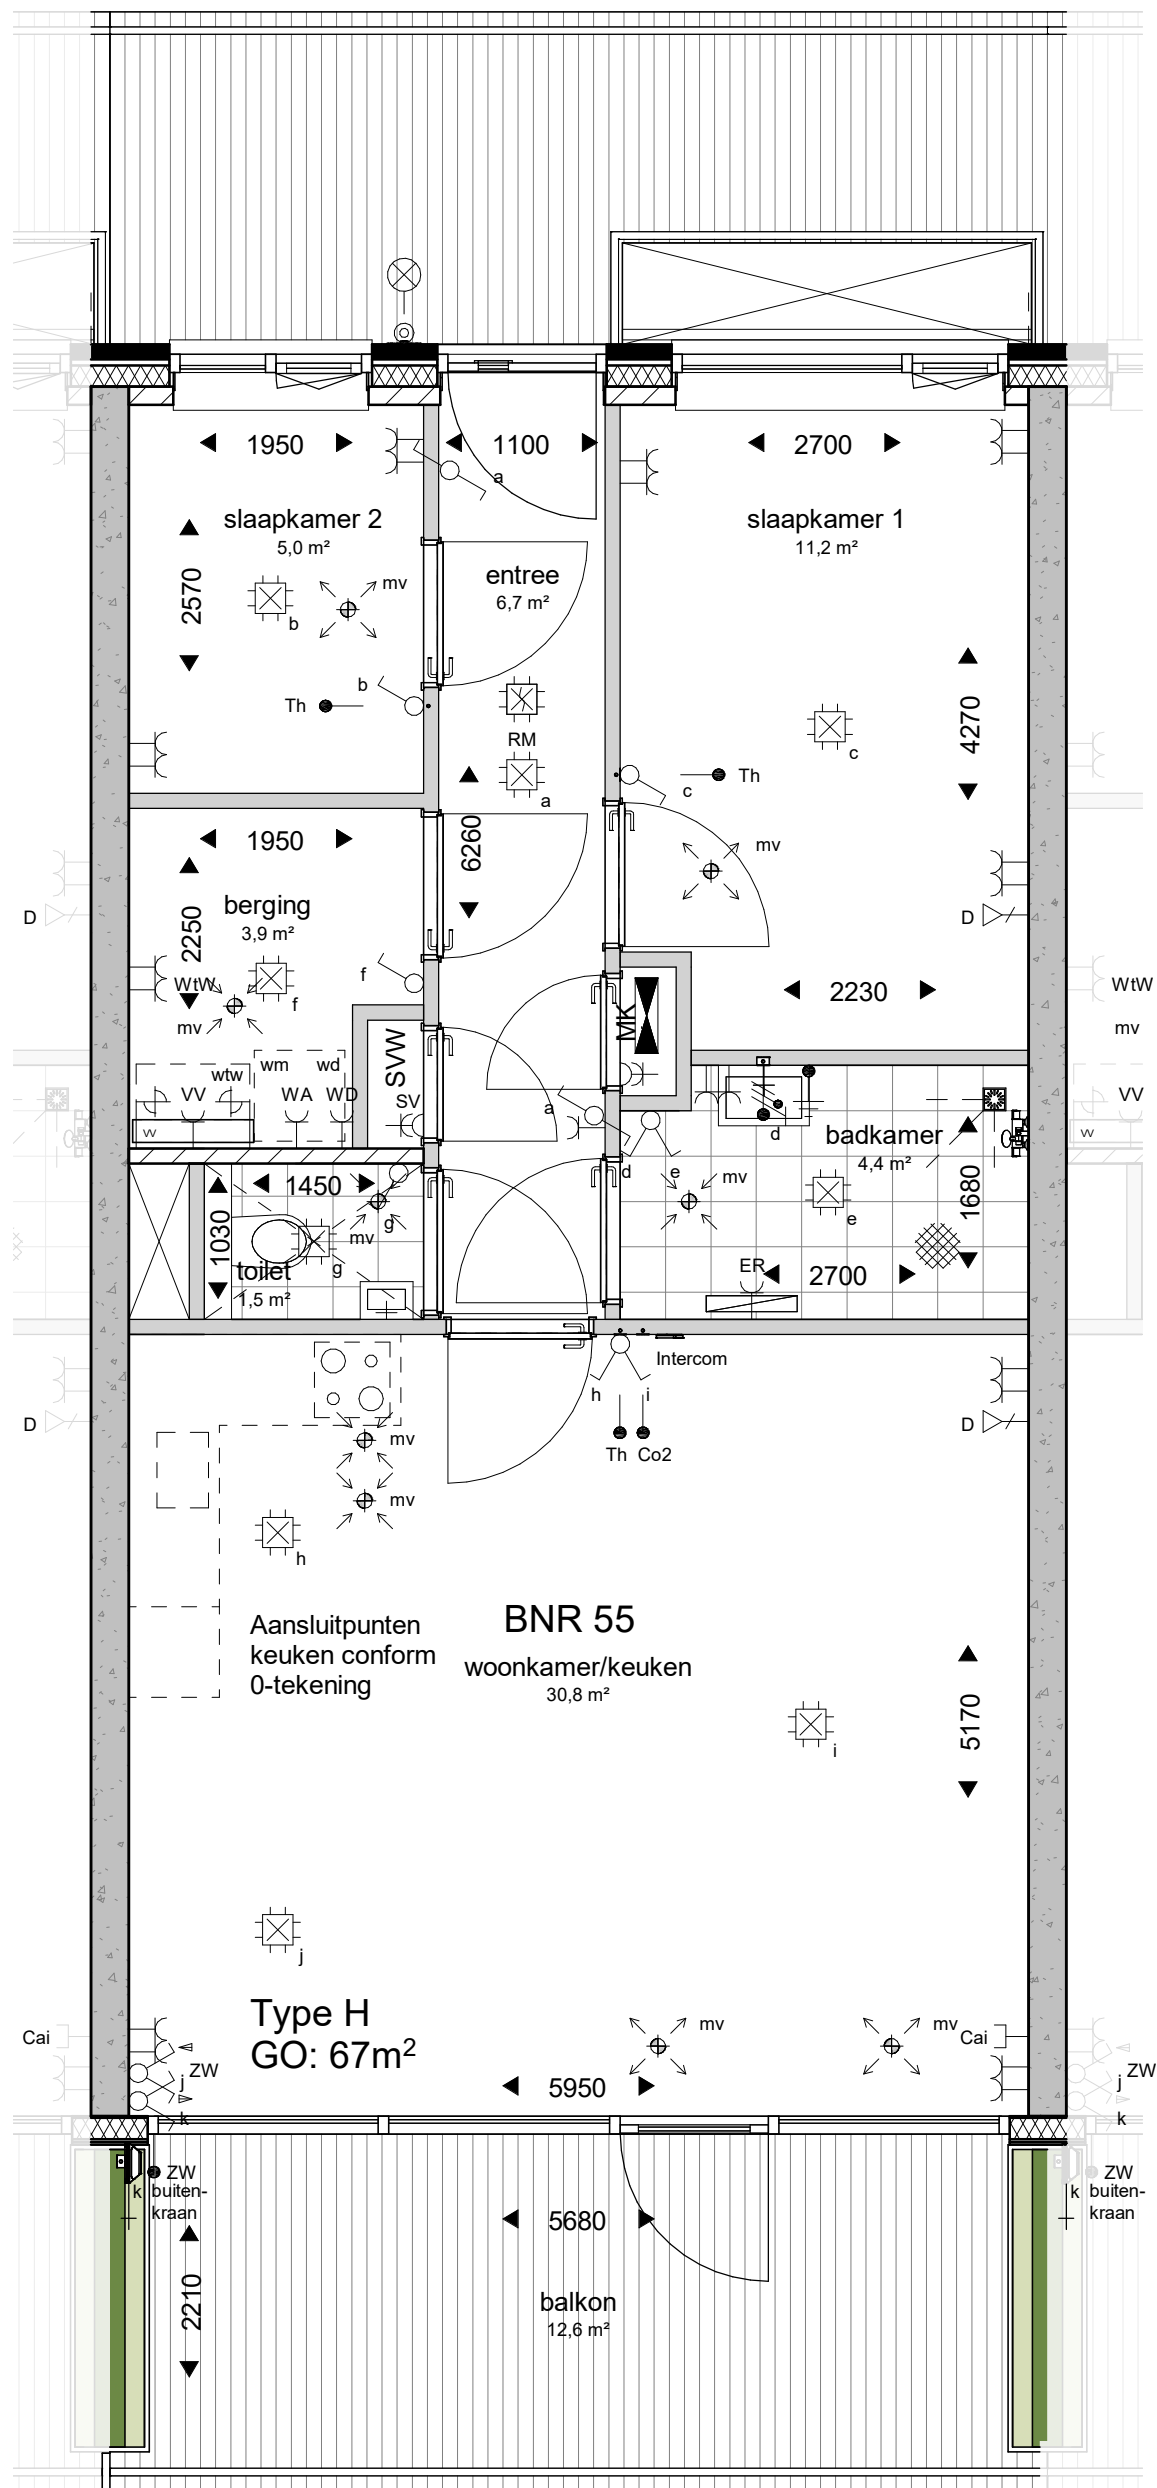 1950
1100
2700
a
slaapkamer 2
5,0 m²
slaapkamer 1
11,2 m²
2570
entree
6,7 m²
mv
b
4270
b
Th
RM
c
Th
c
a
1950
6260
mv
berging
3,9 m²
2250
D
D
f
WtW
f
mv
2230
MK
WtW
mv
SVW
wtw
wm
wd
VV
WA
WD
SV
VV
vv
vv
a
d
badkamer
4,4 m²
d
e
1450
mv
1680
1030
g
mv
e
g
toilet
1,5 m²
ER
2700
Intercom
h
i
D
D
mv
Th
Co2
mv
h
BNR 55
Aansluitpunten
keuken conform
0-tekening
woonkamer/keuken
30,8 m²
5170
i
j
Type H
GO: 67m²
Cai
mv
mv
Cai
j
ZW
k
5950
j
ZW
k
ZW
k
buiten-
kraan
ZW
k
buiten-
kraan
5680
2210
balkon
12,6 m²